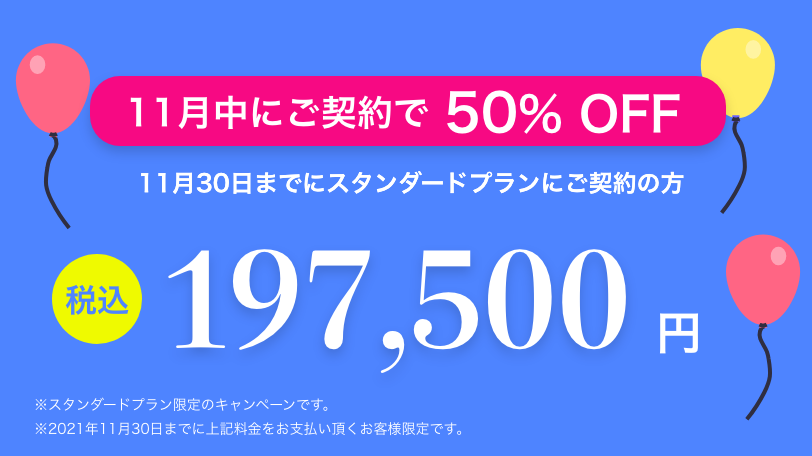 11月中にご契約で 50% OFF
11月30日までにスタンダードプランにご契約の方
税込 197,500 円
※スタンダードプラン限定のキャンペーンです。
※2021年11月30日までに上記料金をお支払い頂くお客様限定です。